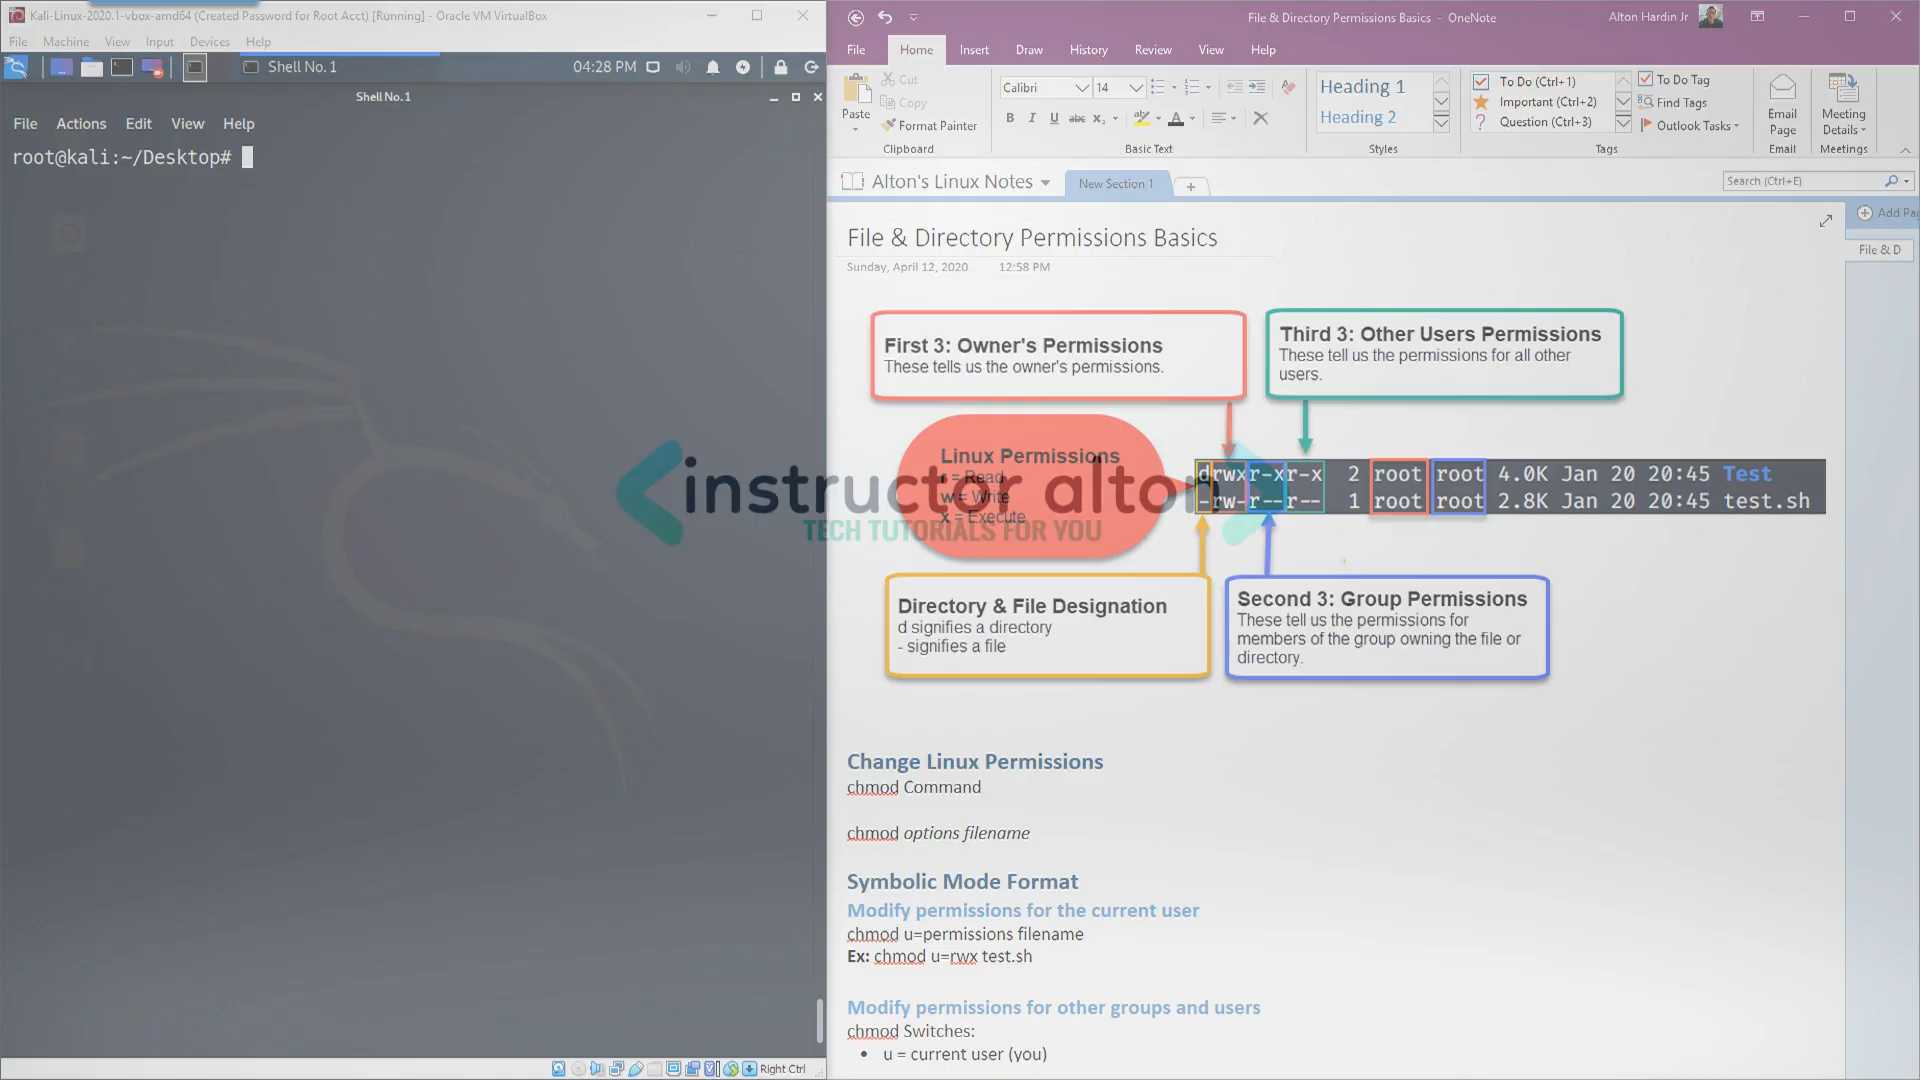 Kali-Linux-2020.1-vbox-amd64 (Created Password for Root Acct) [Running] - Oracle VM VirtualBox
File Machine View Input Devices Help
Shell No. 1
04:28 PM
Shell No.1
File Actions Edit View Help
root@kali:~/Desktop#
Right Ctrl
File & Directory Permissions Basics - OneNote
Alton Hardin Jr
File Home Insert Draw History Review View Help
Paste
Cut
Copy
Format Painter
Clipboard
Calibri 14
B I U abc x
Basic Text
Heading 1
Heading 2
Styles
To Do (Ctrl+1)
Important (Ctrl+2)
Question (Ctrl+3)
To Do Tag
Find Tags
Outlook Tasks
Tags
Email Page
Email
Meeting Details
Meetings
Alton's Linux Notes
New Section 1
Search (Ctrl+E)
Add Pag
File & D
File & Directory Permissions Basics
Sunday, April 12, 2020 12:58 PM
First 3: Owner's Permissions
These tells us the owner's permissions.
Third 3: Other Users Permissions
These tell us the permissions for all other
users.
Linux Permissions
r = Read
w = Write
x = Execute
instructor alton
TECH TUTORIALS FOR YOU
drwxr-xr-x 2 root root 4.0K Jan 20 20:45 Test
-rw-r--r-- 1 root root 2.8K Jan 20 20:45 test.sh
Directory & File Designation
d signifies a directory
- signifies a file
Second 3: Group Permissions
These tell us the permissions for
members of the group owning the file or
directory.
Change Linux Permissions
chmod Command
chmod options filename
Symbolic Mode Format
Modify permissions for the current user
chmod u=permissions filename
Ex: chmod u=rwx test.sh
Modify permissions for other groups and users
chmod Switches:
• u = current user (you)